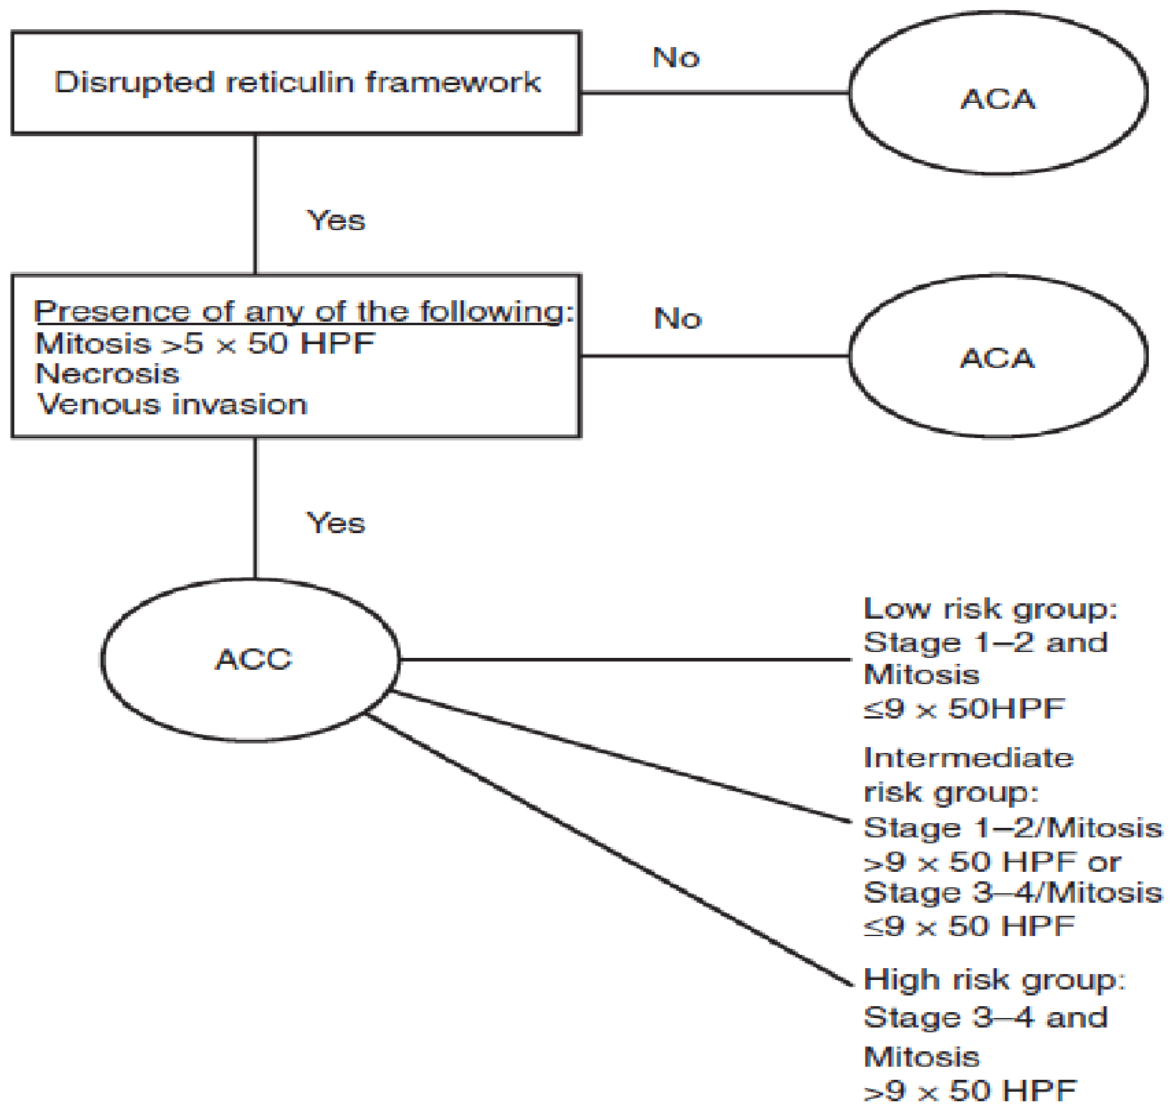 Disrupted reticulin framework
No
ACA
Yes
Presence of any of the following:
Mitosis >5 × 50 HPF
Necrosis
Venous invasion
No
ACA
Yes
ACC
Low risk group:
Stage 1–2 and
Mitosis
≤9 × 50HPF
Intermediate
risk group:
Stage 1–2/Mitosis
>9 × 50 HPF or
Stage 3–4/Mitosis
≤9 × 50 HPF
High risk group:
Stage 3–4 and
Mitosis
>9 × 50 HPF